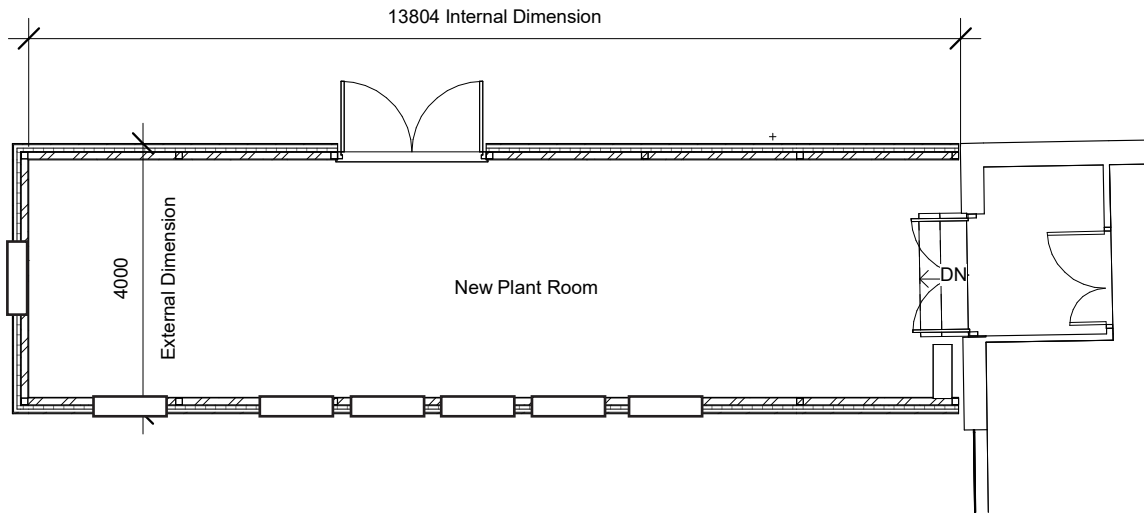 13804 Internal Dimension
4000
External Dimension
New Plant Room
DN